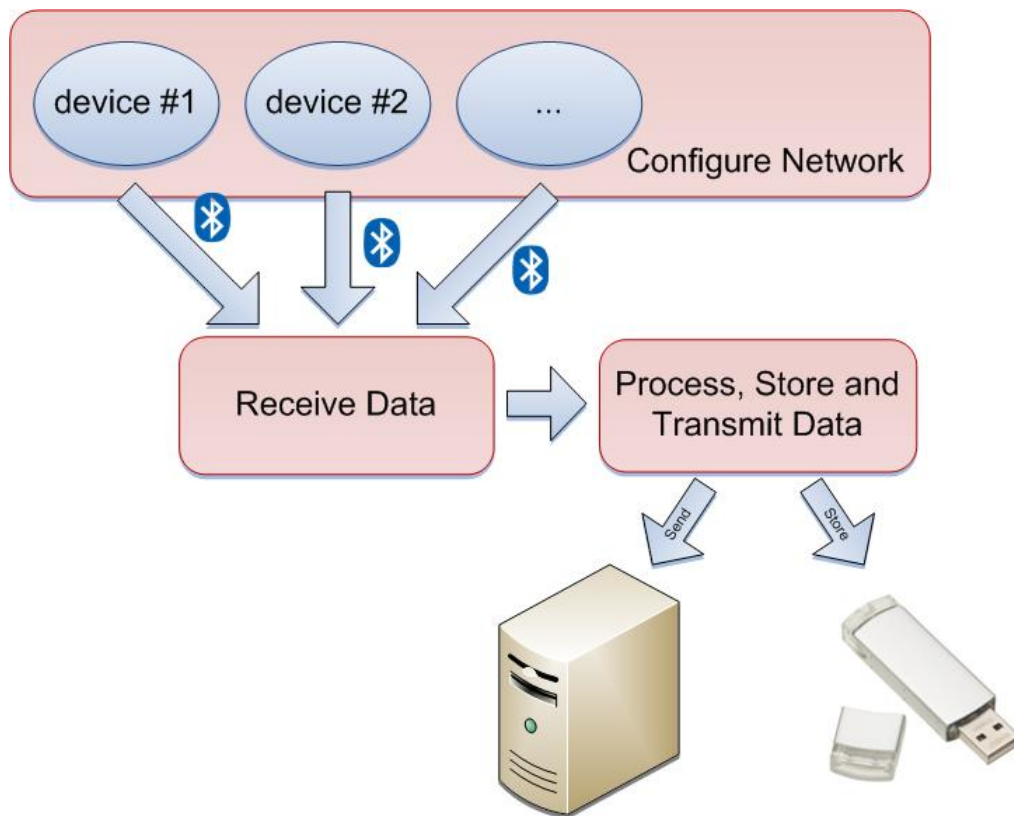 device #1
device #2
...
Configure Network
Receive Data
Process, Store and
Transmit Data
Send
Store